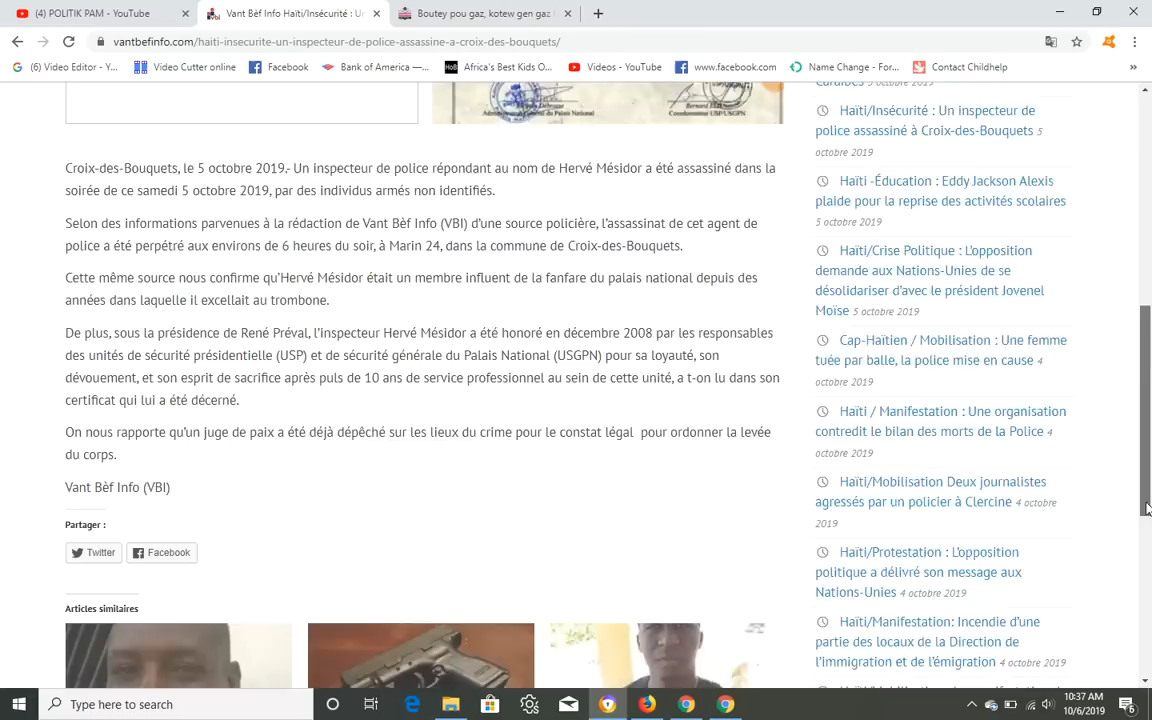 (4) POLITIK PAM - YouTube
Vant Bèf Info Haïti/Insécurité : U
Boutey pou gaz, kotew gen gaz
vantbefinfo.com/haiti-insecurite-un-inspecteur-de-police-assassine-a-croix-des-bouquets/
(6) Video Editor - Y...
Video Cutter online
Facebook
Bank of America —...
HoB
Africa's Best Kids O...
Videos - YouTube
www.facebook.com
Name Change - For...
Contact Childhelp
»
Administrateur Général du Palais National
Coordonnateur USP/USGPN
Croix-des-Bouquets, le 5 octobre 2019.- Un inspecteur de police répondant au nom de Hervé Mésidor a été assassiné dans la
soirée de ce samedi 5 octobre 2019, par des individus armés non identifiés.
Selon des informations parvenues à la rédaction de Vant Bèf Info (VBI) d'une source policière, l'assassinat de cet agent de
police a été perpétré aux environs de 6 heures du soir, à Marin 24, dans la commune de Croix-des-Bouquets.
Cette même source nous confirme qu'Hervé Mésidor était un membre influent de la fanfare du palais national depuis des
années dans laquelle il excellait au trombone.
De plus, sous la présidence de René Préval, l'inspecteur Hervé Mésidor a été honoré en décembre 2008 par les responsables
des unités de sécurité présidentielle (USP) et de sécurité générale du Palais National (USGPN) pour sa loyauté, son
dévouement, et son esprit de sacrifice après puls de 10 ans de service professionnel au sein de cette unité, a t-on lu dans son
certificat qui lui a été décerné.
On nous rapporte qu'un juge de paix a été déjà dépêché sur les lieux du crime pour le constat légal pour ordonner la levée
du corps.
Vant Bèf Info (VBI)
Partager :
Twitter
Facebook
Articles similaires
Caraïbes 5 octobre 2019
Haïti/Insécurité : Un inspecteur de
police assassiné à Croix-des-Bouquets 5
octobre 2019
Haïti -Éducation : Eddy Jackson Alexis
plaide pour la reprise des activités scolaires
5 octobre 2019
Haïti/Crise Politique : L'opposition
demande aux Nations-Unies de se
désolidariser d'avec le président Jovenel
Moïse 5 octobre 2019
Cap-Haïtien / Mobilisation : Une femme
tuée par balle, la police mise en cause 4
octobre 2019
Haïti / Manifestation : Une organisation
contredit le bilan des morts de la Police 4
octobre 2019
Haïti/Mobilisation Deux journalistes
agressés par un policier à Clercine 4 octobre
2019
Haïti/Protestation : L'opposition
politique a délivré son message aux
Nations-Unies 4 octobre 2019
Haïti/Manifestation: Incendie d'une
partie des locaux de la Direction de
l'immigration et de l'émigration 4 octobre 2019
Type here to search
10:37 AM
10/6/2019
6